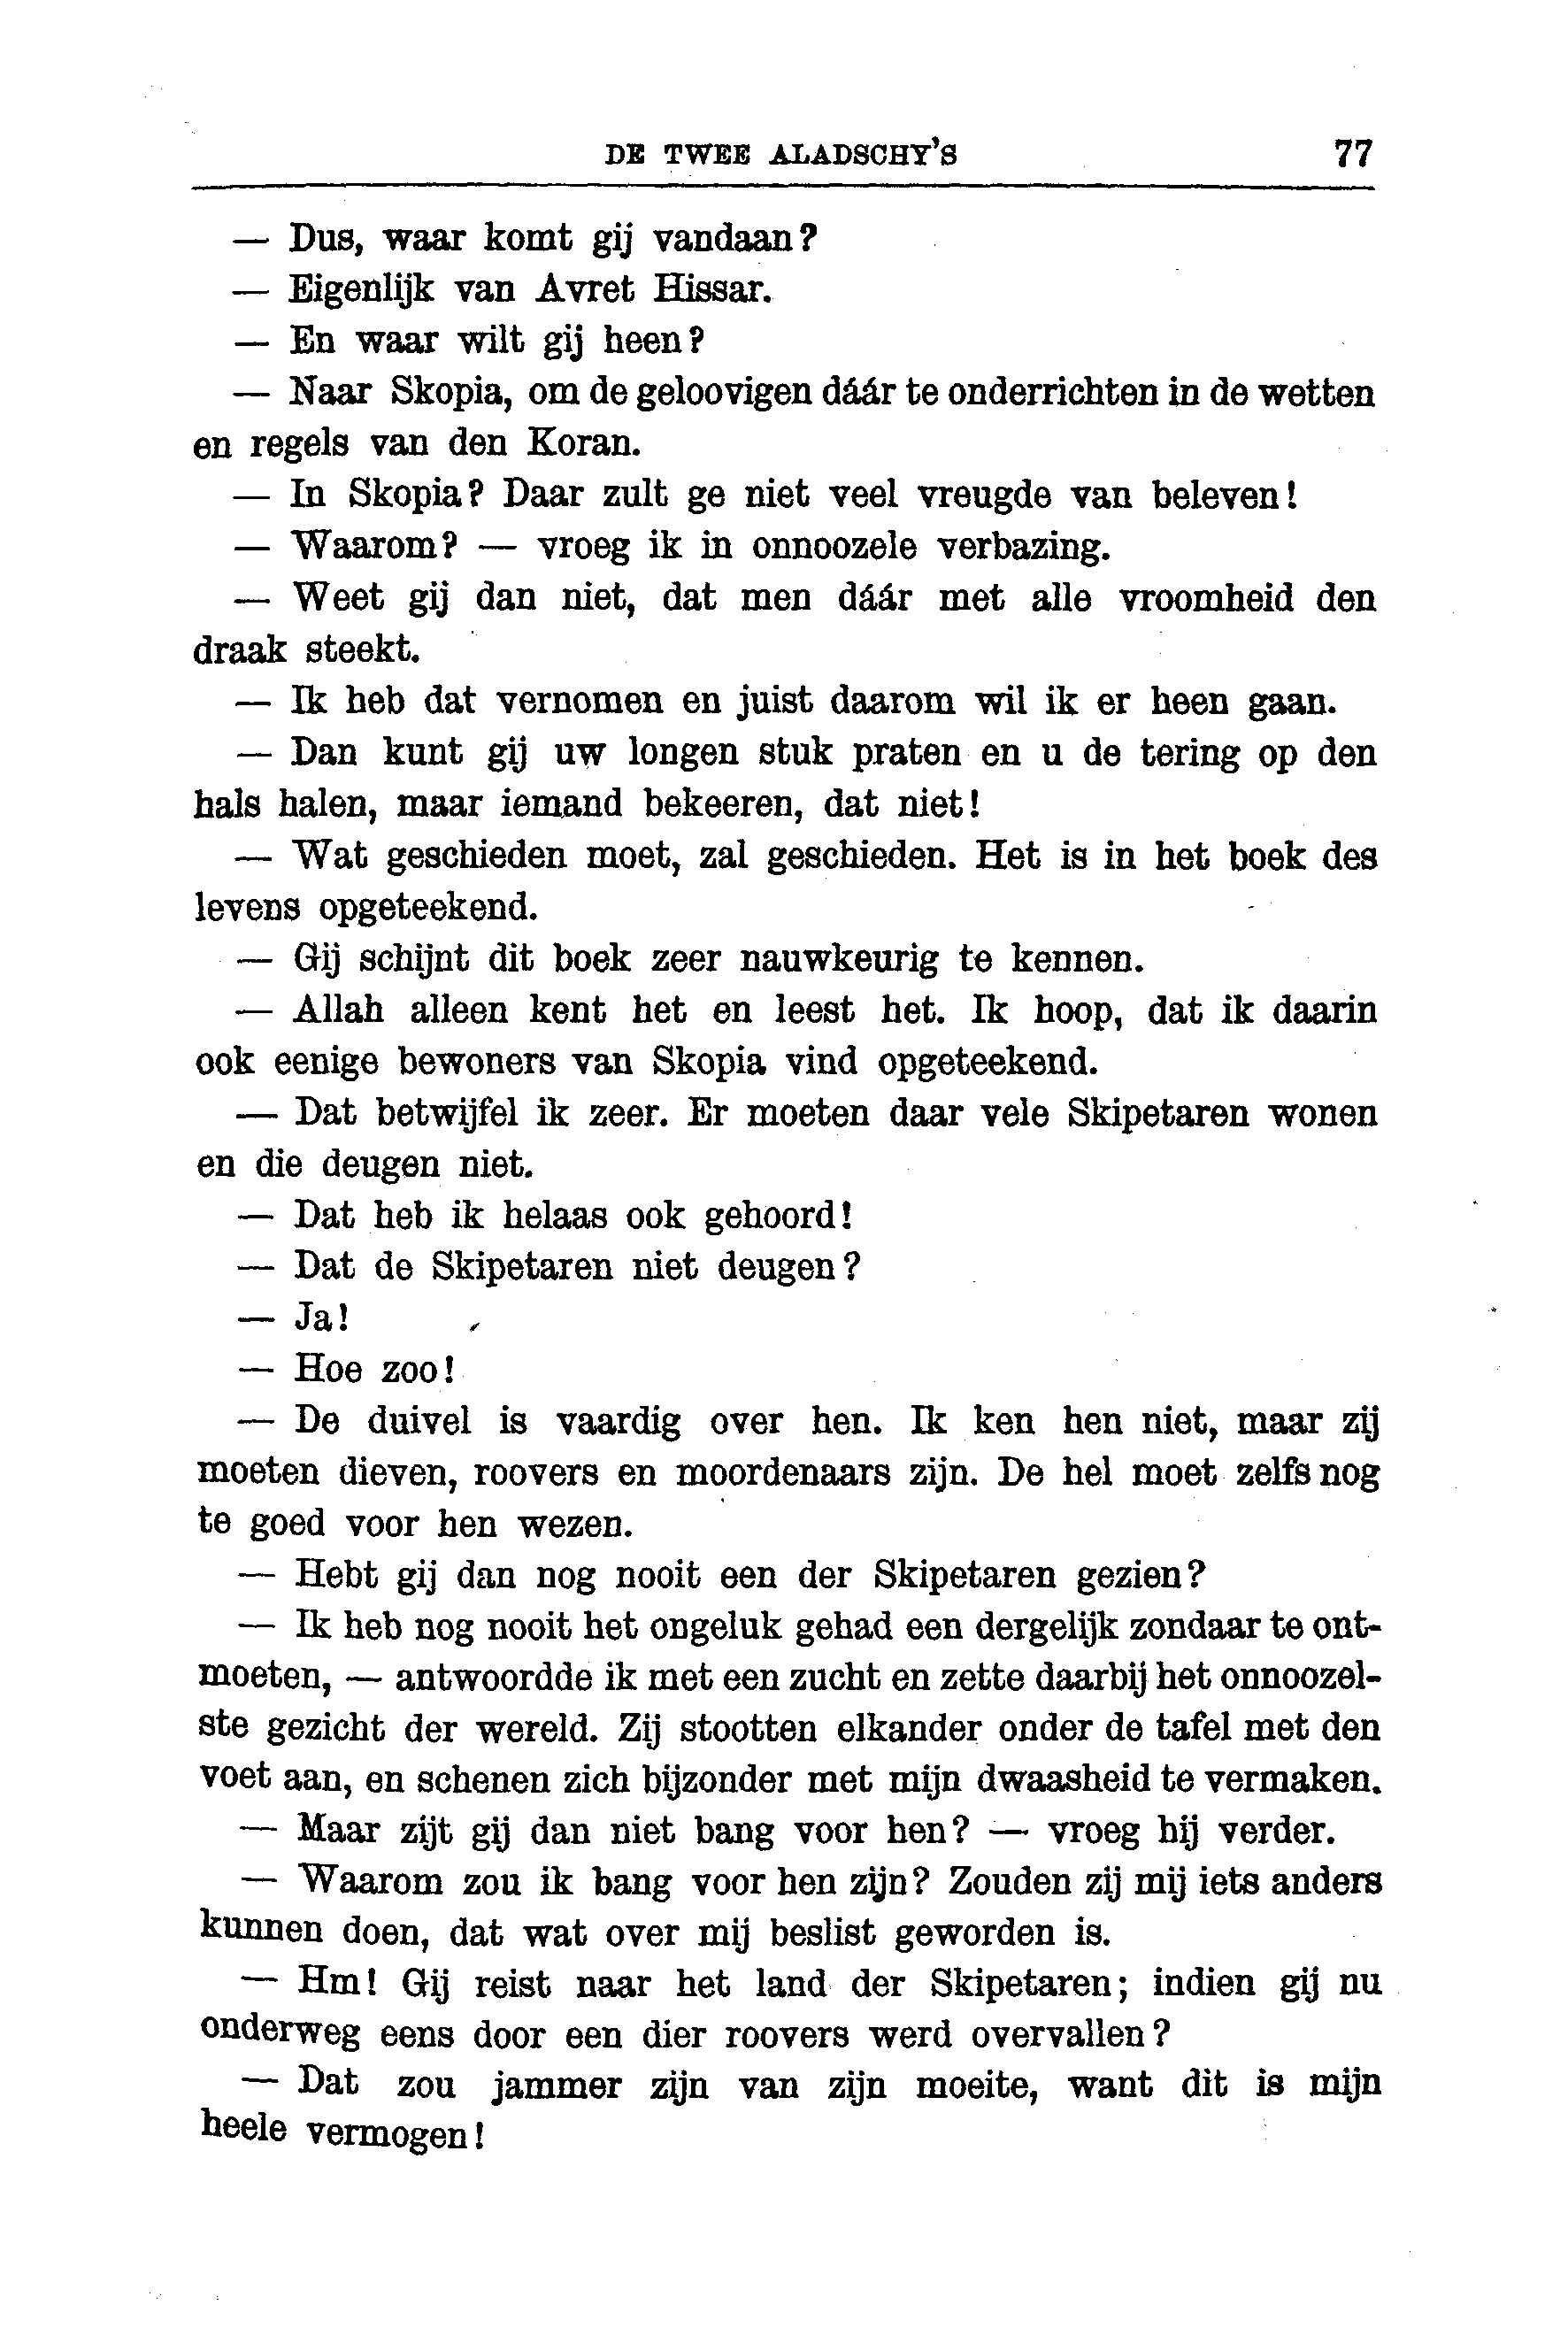 DE TWEE ALADSCHY'S 77
— Dus, waar komt gij vandaan?
— Eigenlijk van Avret Hissar.
— En waar wilt gij heen?
— Naar Skopia, om de geloovigen dáár te onderrichten in de wetten
en regels van den Koran.
— In Skopia? Daar zult ge niet veel vreugde van beleven!
— Waarom? — vroeg ik in onnoozele verbazing.
— Weet gij dan niet, dat men dáár met alle vroomheid den
draak steekt.
— Ik heb dat vernomen en juist daarom wil ik er heen gaan.
— Dan kunt gij uw longen stuk praten en u de tering op den
hals halen, maar iemand bekeeren, dat niet!
— Wat geschieden moet, zal geschieden. Het is in het boek des
levens opgeteekend.
— Gij schijnt dit boek zeer nauwkeurig te kennen.
— Allah alleen kent het en leest het. Ik hoop, dat ik daarin
ook eenige bewoners van Skopia vind opgeteekend.
— Dat betwijfel ik zeer. Er moeten daar vele Skipetaren wonen
en die deugen niet.
— Dat heb ik helaas ook gehoord!
— Dat de Skipetaren niet deugen?
— Ja!
— Hoe zoo!
— De duivel is vaardig over hen. Ik ken hen niet, maar zij
moeten dieven, roovers en moordenaars zijn. De hel moet zelfs nog
te goed voor hen wezen.
— Hebt gij dan nog nooit een der Skipetaren gezien?
— Ik heb nog nooit het ongeluk gehad een dergelijk zondaar te ont-
moeten, — antwoordde ik met een zucht en zette daarbij het onnoozel-
ste gezicht der wereld. Zij stootten elkander onder de tafel met den
voet aan, en schenen zich bijzonder met mijn dwaasheid te vermaken.
— Maar zijt gij dan niet bang voor hen? — vroeg hij verder.
— Waarom zou ik bang voor hen zijn? Zouden zij mij iets anders
kunnen doen, dat wat over mij beslist geworden is.
— Hm! Gij reist naar het land der Skipetaren; indien gij nu
onderweg eens door een dier roovers werd overvallen?
— Dat zou jammer zijn van zijn moeite, want dit is mijn
heele vermogen!